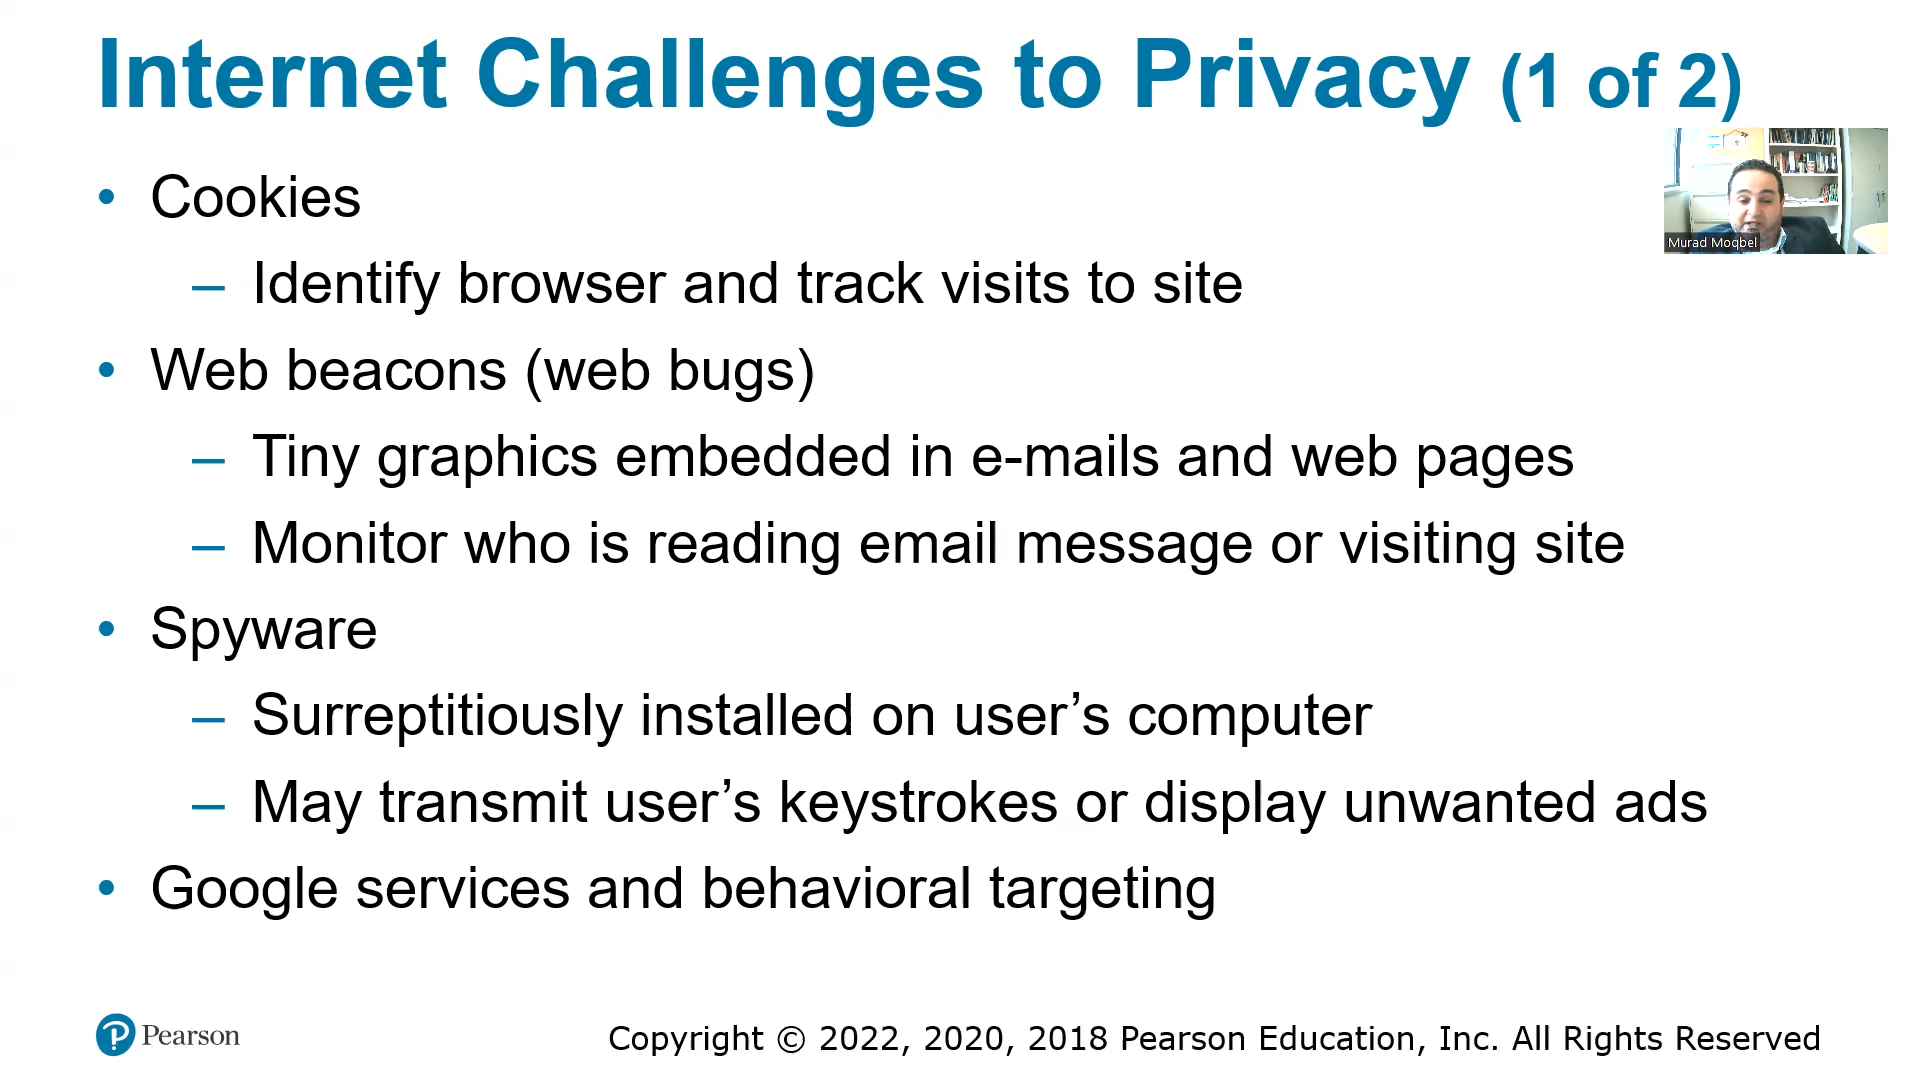 Internet Challenges to Privacy (1 of 2)
Murad Moqbel
• Cookies
– Identify browser and track visits to site
• Web beacons (web bugs)
– Tiny graphics embedded in e-mails and web pages
– Monitor who is reading email message or visiting site
• Spyware
– Surreptitiously installed on user’s computer
– May transmit user’s keystrokes or display unwanted ads
• Google services and behavioral targeting
Pearson
Copyright © 2022, 2020, 2018 Pearson Education, Inc. All Rights Reserved